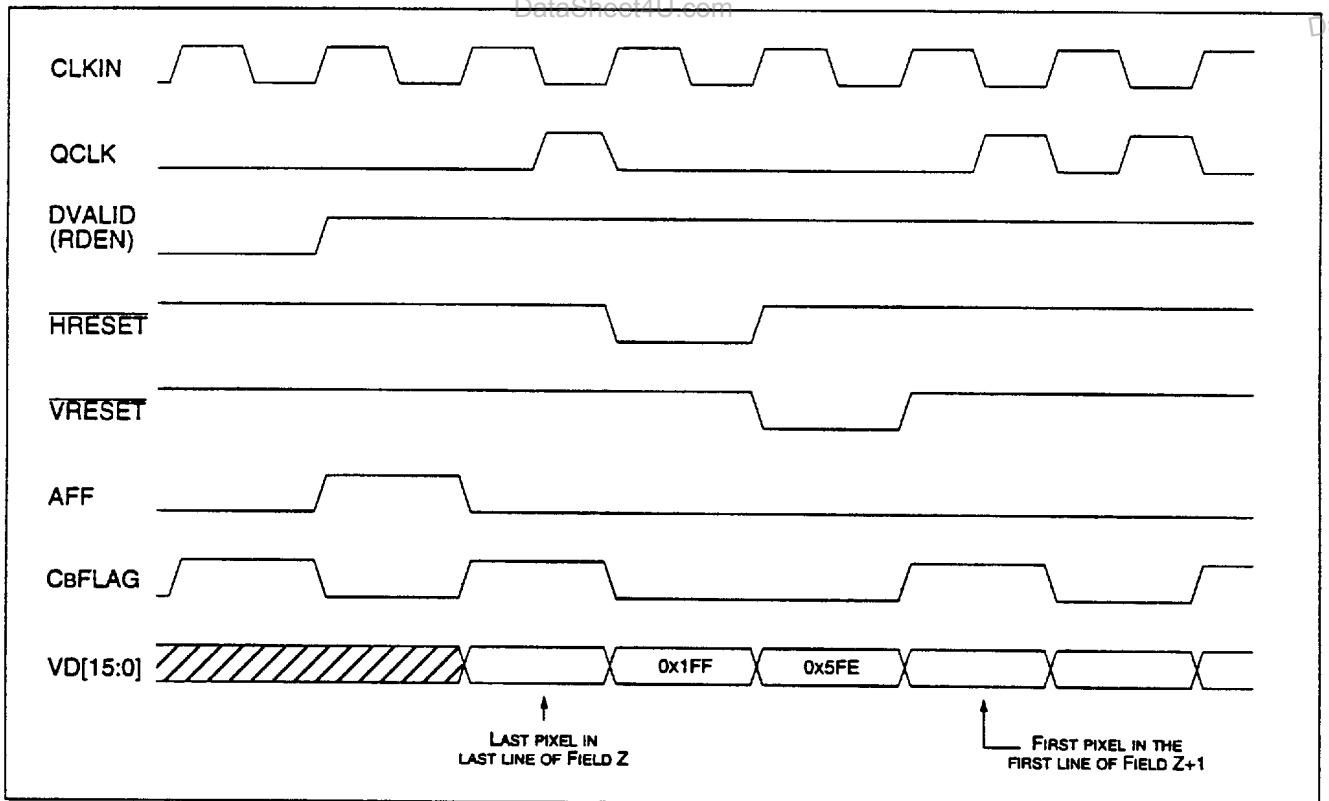 DataSheet4U.com
D
CLKIN
QCLK
DVALID
(RDEN)
HRESET
VRESET
AFF
CBFLAG
VD[15:0]
0x1FF
0x5FE
LAST PIXEL IN
LAST LINE OF FIELD Z
FIRST PIXEL IN THE
FIRST LINE OF FIELD Z+1